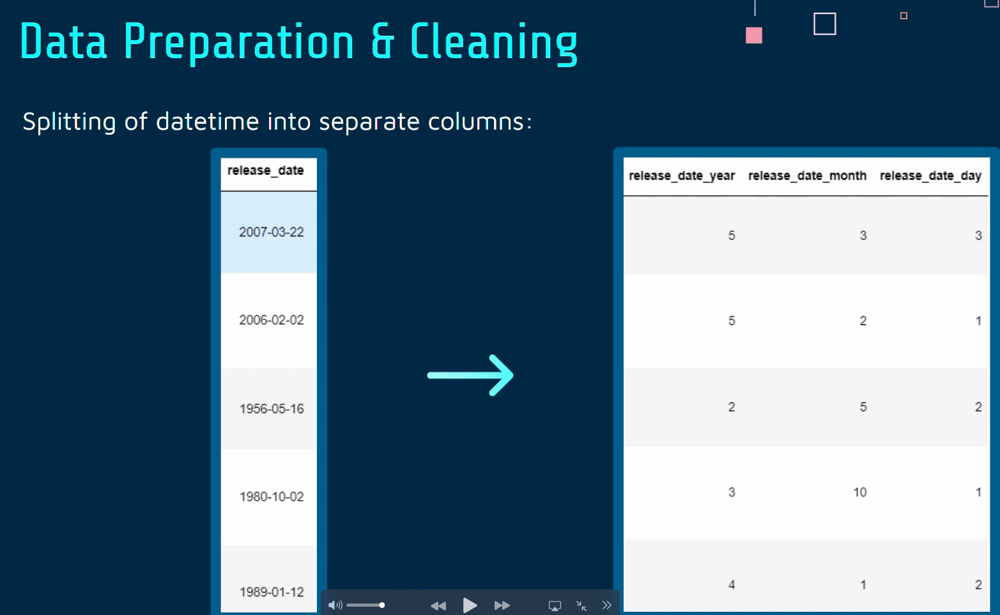 Data Preparation & Cleaning
Splitting of datetime into separate columns:
release_date
2007-03-22
2006-02-02
1956-05-16
1980-10-02
1989-01-12
release_date_year release_date_month release_date_day
5 3 3
5 2 1
2 5 2
3 10 1
4 1 2